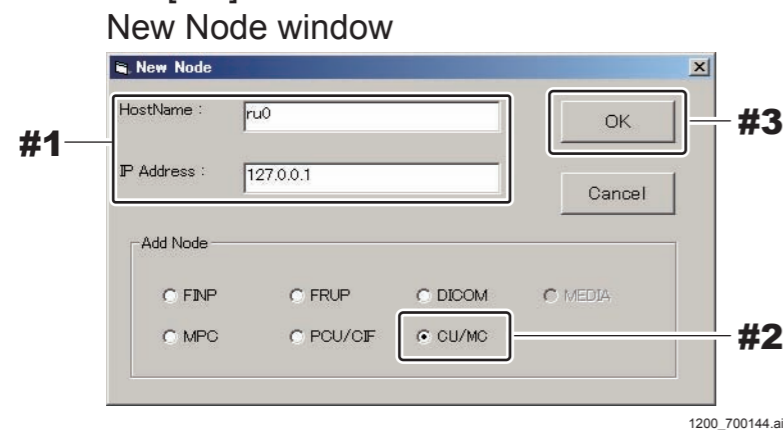 New Node window
New Node
HostName :
ru0
OK
#3
#1
IP Address :
127.0.0.1
Cancel
Add Node
FINP
FRUP
DICOM
MEDIA
MPC
PCU/CIF
CU/MC
#2
1200_700144.ai